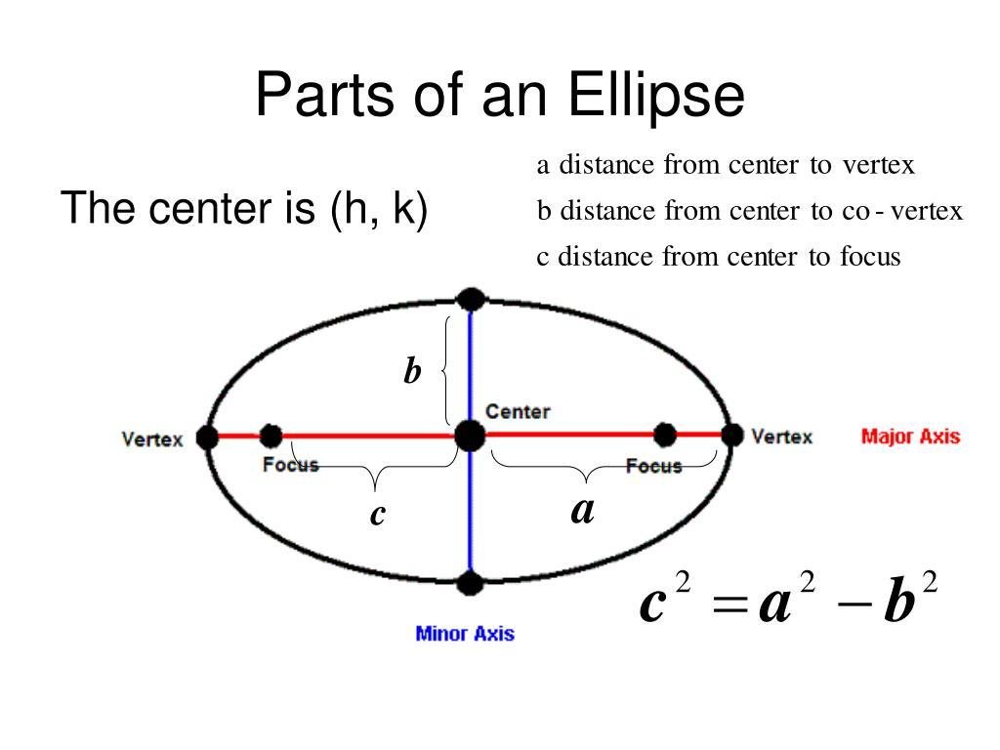 Parts of an Ellipse
a distance from center to vertex
The center is (h, k)
b distance from center to co - vertex
c distance from center to focus
b
Center
Vertex
Vertex
Major Axis
Focus
Focus
c
a
c² = a² − b²
Minor Axis